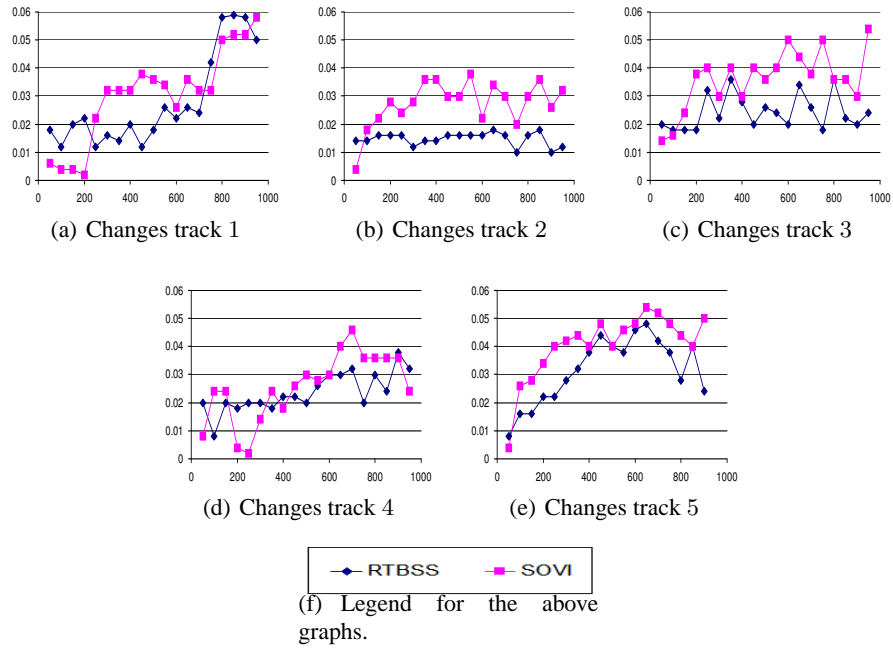 0.06
0.05
0.04
0.03
0.02
0.01
0
0 200 400 600 800 1000
(a) Changes track 1
0.06
0.05
0.04
0.03
0.02
0.01
0
0 200 400 600 800 1000
(b) Changes track 2
0.06
0.05
0.04
0.03
0.02
0.01
0
0 200 400 600 800 1000
(c) Changes track 3
0.06
0.05
0.04
0.03
0.02
0.01
0
0 200 400 600 800 1000
(d) Changes track 4
0.06
0.05
0.04
0.03
0.02
0.01
0
0 200 400 600 800 1000
(e) Changes track 5
RTBSS SOVI
(f) Legend for the above
graphs.